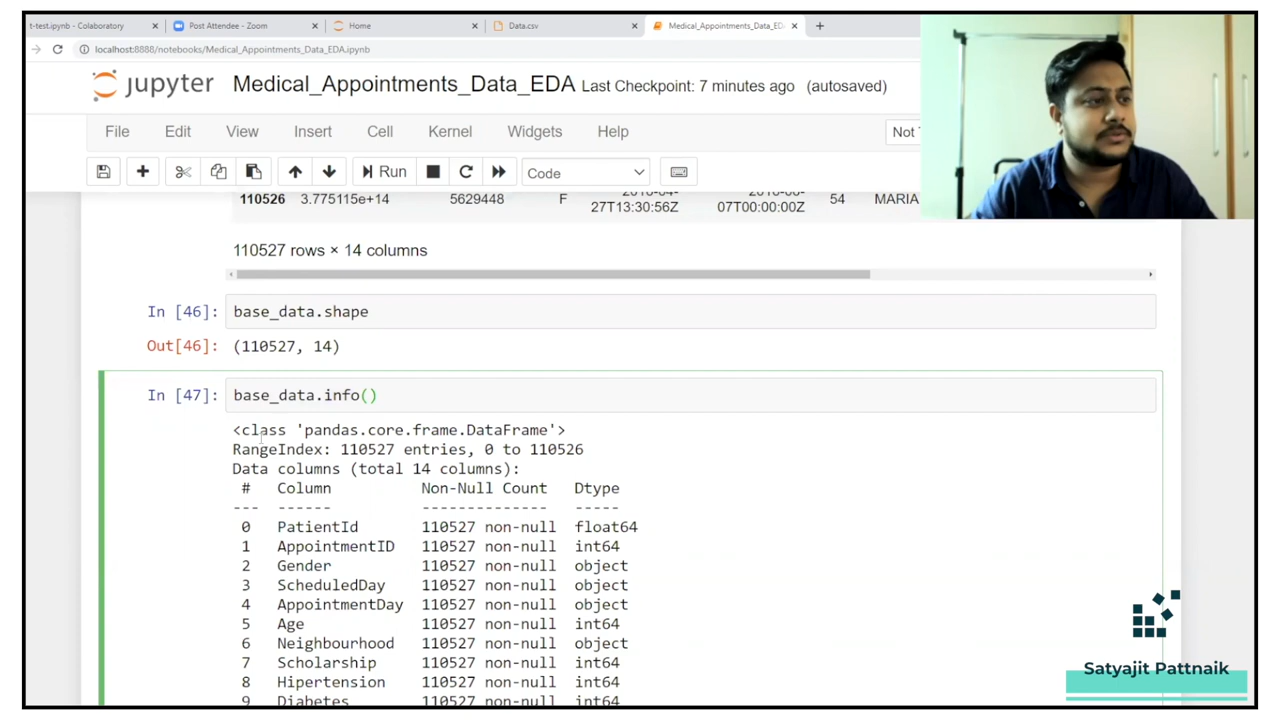 t-test.ipynb - Colaboratory
Post Attendee - Zoom
Home
Data.csv
Medical_Appointments_Data_ED
localhost:8888/notebooks/Medical_Appointments_Data_EDA.ipynb
jupyter Medical_Appointments_Data_EDA Last Checkpoint: 7 minutes ago (autosaved)
File Edit View Insert Cell Kernel Widgets Help Not
Run Code
110526 3.775115e+14 5629448 F 27T13:30:56Z 07T00:00:00Z 54 MARIA
110527 rows × 14 columns
In [46]: base_data.shape
Out[46]: (110527, 14)
In [47]: base_data.info()
<class 'pandas.core.frame.DataFrame'>
RangeIndex: 110527 entries, 0 to 110526
Data columns (total 14 columns):
# Column Non-Null Count Dtype
--- ------ -------------- -----
0 PatientId 110527 non-null float64
1 AppointmentID 110527 non-null int64
2 Gender 110527 non-null object
3 ScheduledDay 110527 non-null object
4 AppointmentDay 110527 non-null object
5 Age 110527 non-null int64
6 Neighbourhood 110527 non-null object
7 Scholarship 110527 non-null int64
8 Hipertension 110527 non-null int64
9 Diabetes 110527 non-null int64
Satyajit Pattnaik